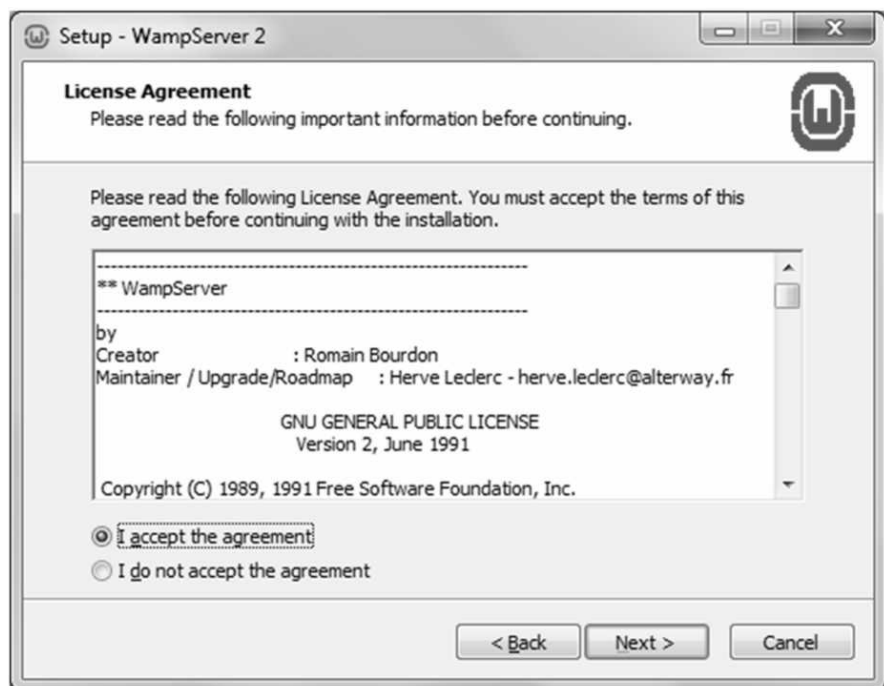 Setup - WampServer 2
License Agreement
Please read the following important information before continuing.
Please read the following License Agreement. You must accept the terms of this
agreement before continuing with the installation.
------------------------------------------------------------
** WampServer
------------------------------------------------------------
by
Creator : Romain Bourdon
Maintainer / Upgrade/Roadmap : Herve Leclerc - herve.leclerc@alterway.fr
GNU GENERAL PUBLIC LICENSE
Version 2, June 1991
Copyright (C) 1989, 1991 Free Software Foundation, Inc.
I accept the agreement
I do not accept the agreement
< Back Next > Cancel